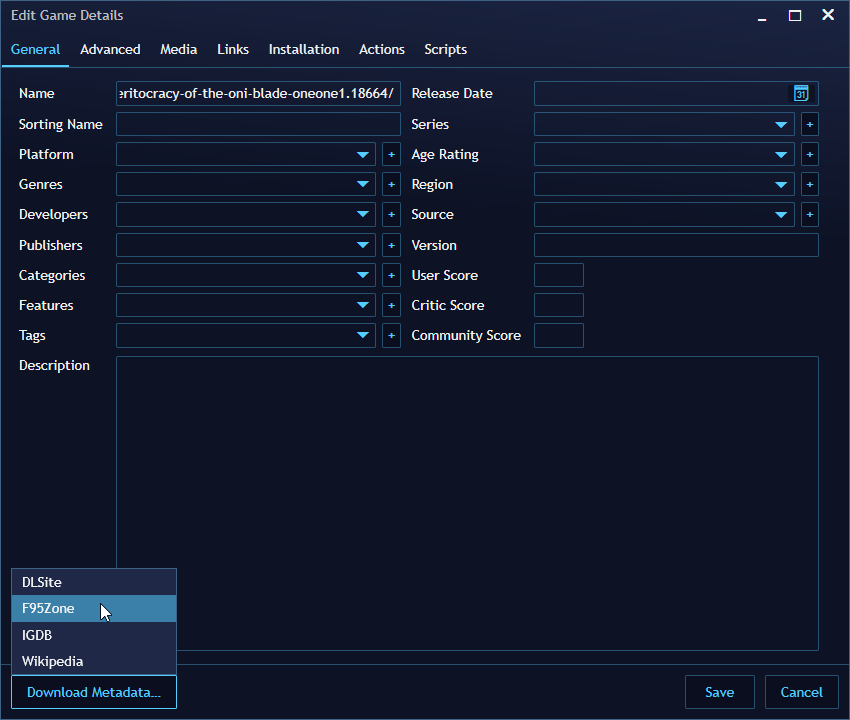 Edit Game Details
General Advanced Media Links Installation Actions Scripts
Name eritocracy-of-the-oni-blade-oneone1.18664/ Release Date 31
Sorting Name Series +
Platform + Age Rating +
Genres + Region +
Developers + Source +
Publishers + Version
Categories + User Score
Features + Critic Score
Tags + Community Score
Description
DLSite
F95Zone
IGDB
Wikipedia
Download Metadata... Save Cancel